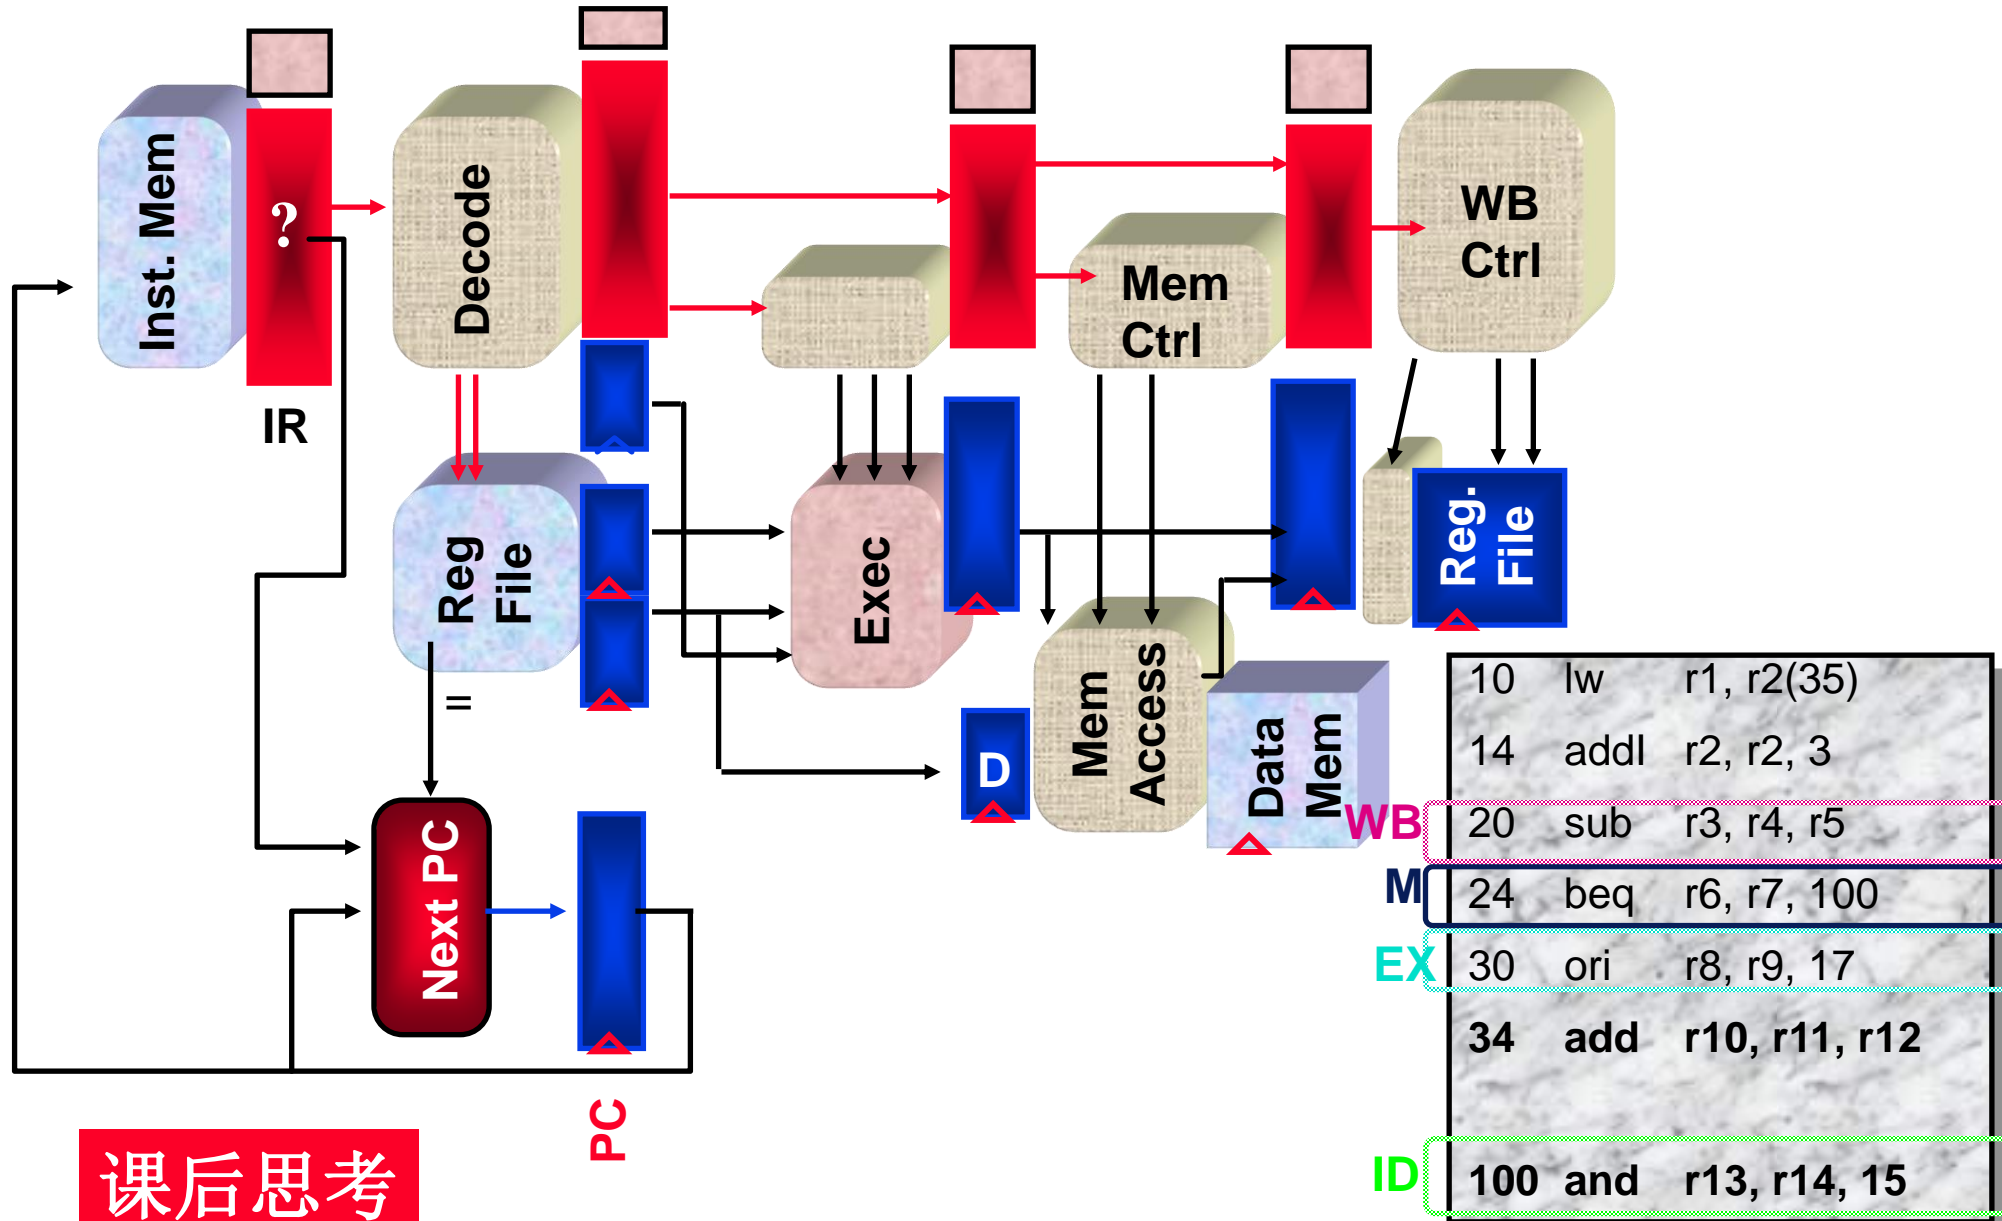 Inst. Mem
?
IR
Decode
Reg
File
=
Next PC
PC
Exec
Mem
Ctrl
WB
Ctrl
Reg.
File
D
Mem
Access
Data
Mem
10 lw r1, r2(35)
14 addI r2, r2, 3
WB 20 sub r3, r4, r5
M 24 beq r6, r7, 100
EX 30 ori r8, r9, 17
34 add r10, r11, r12
ID 100 and r13, r14, 15
课后思考